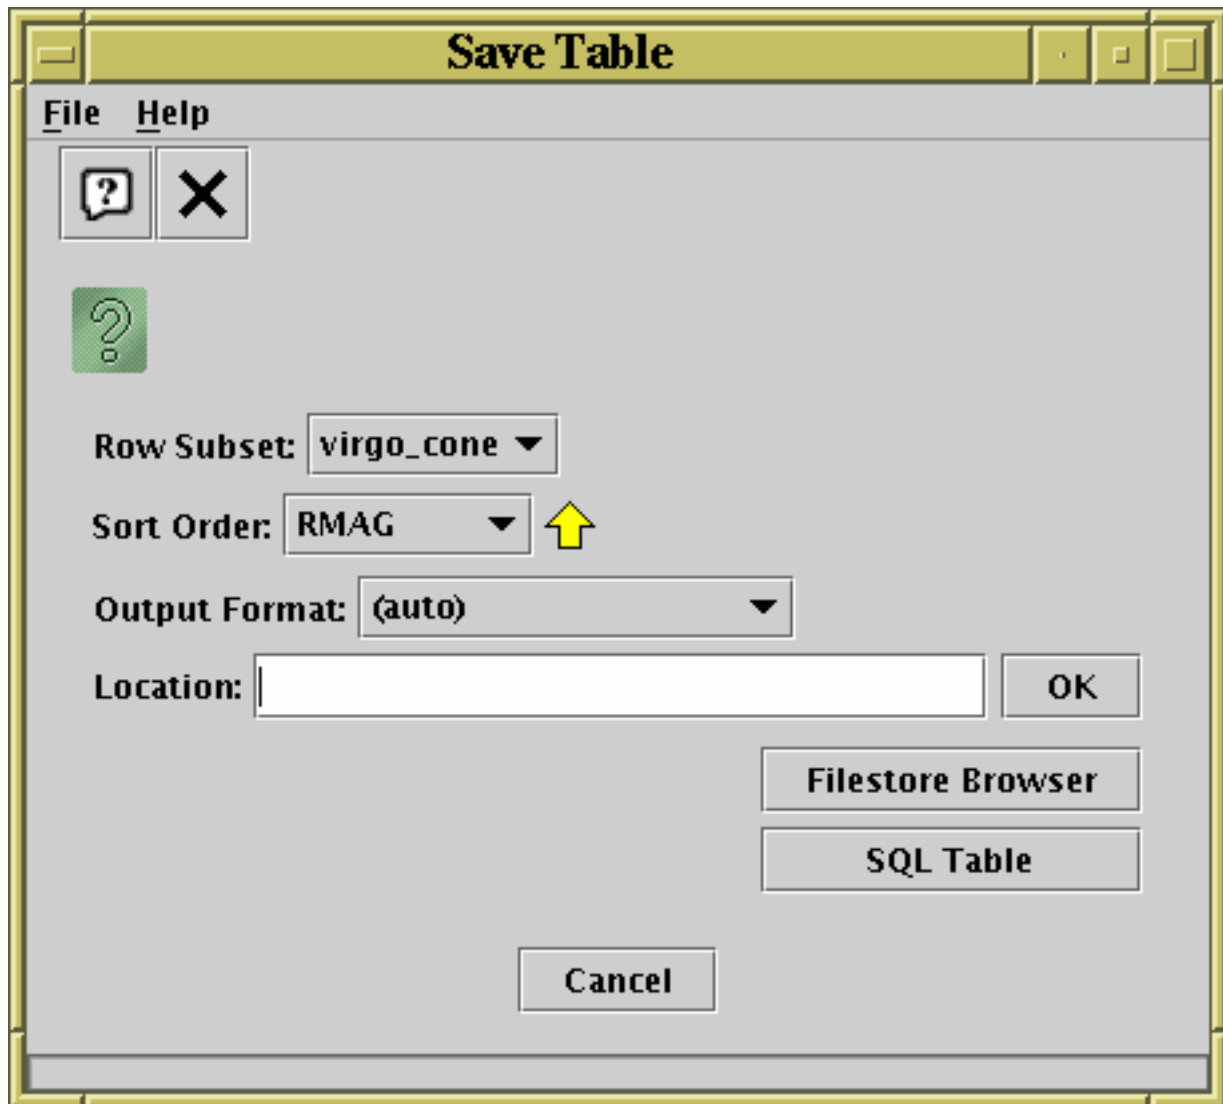 Save Table
File Help
?
Row Subset: virgo_cone
Sort Order: RMAG
Output Format: (auto)
Location: OK
Filestore Browser
SQL Table
Cancel